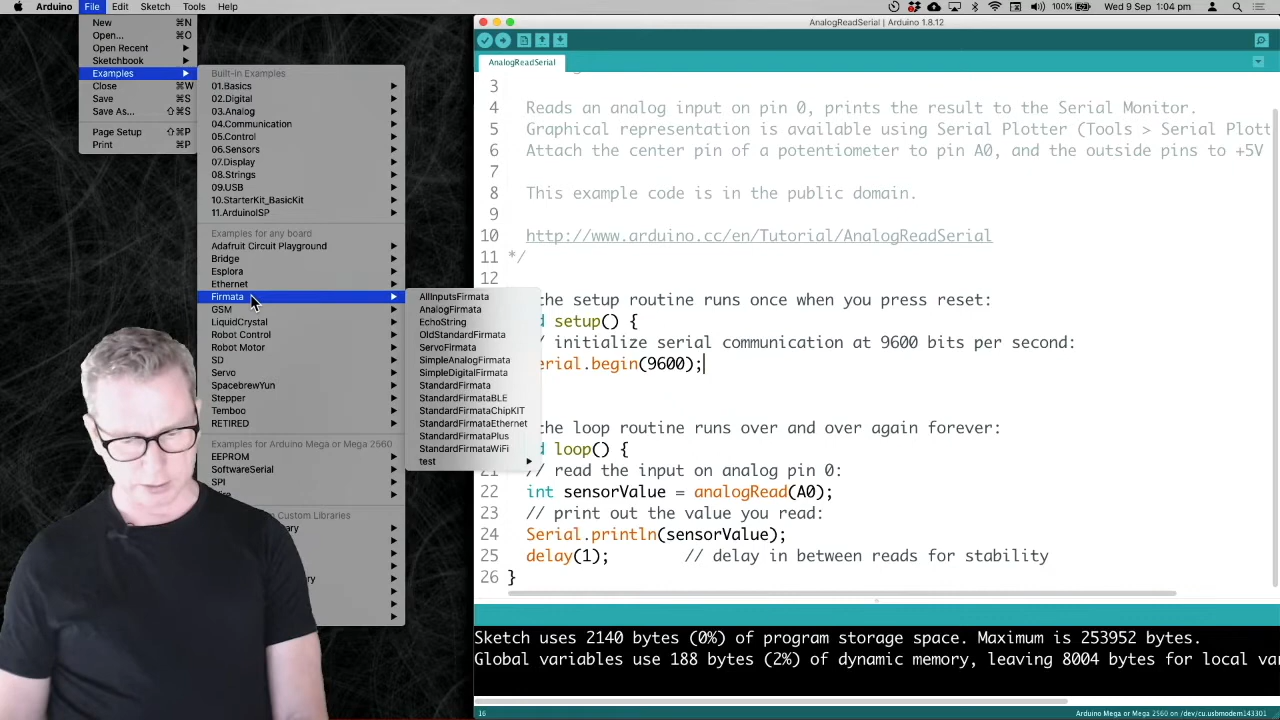 Arduino File Edit Sketch Tools Help
100% Wed 9 Sep 1:04 pm
New ⌘N
Open... ⌘O
Open Recent
Sketchbook
Examples
Close ⌘W
Save ⌘S
Save As... ⇧⌘S
Page Setup ⇧⌘P
Print ⌘P
Built-in Examples
01.Basics
02.Digital
03.Analog
04.Communication
05.Control
06.Sensors
07.Display
08.Strings
09.USB
10.StarterKit_BasicKit
11.ArduinoISP
Examples for any board
Adafruit Circuit Playground
Bridge
Esplora
Ethernet
Firmata
GSM
LiquidCrystal
Robot Control
Robot Motor
SD
Servo
SpacebrewYun
Stepper
Temboo
RETIRED
Examples for Arduino Mega or Mega 2560
EEPROM
SoftwareSerial
SPI
Custom Libraries
AllInputsFirmata
AnalogFirmata
EchoString
OldStandardFirmata
ServoFirmata
SimpleAnalogFirmata
SimpleDigitalFirmata
StandardFirmata
StandardFirmataBLE
StandardFirmataChipKIT
StandardFirmataEthernet
StandardFirmataPlus
StandardFirmataWiFi
test
AnalogReadSerial | Arduino 1.8.12
AnalogReadSerial
3
4 Reads an analog input on pin 0, prints the result to the Serial Monitor.
5 Graphical representation is available using Serial Plotter (Tools > Serial Plott
6 Attach the center pin of a potentiometer to pin A0, and the outside pins to +5V
7
8 This example code is in the public domain.
9
10 http://www.arduino.cc/en/Tutorial/AnalogReadSerial
11 */
12
the setup routine runs once when you press reset:
d setup() {
/ initialize serial communication at 9600 bits per second:
erial.begin(9600);
the loop routine runs over and over again forever:
d loop() {
21 // read the input on analog pin 0:
22 int sensorValue = analogRead(A0);
23 // print out the value you read:
24 Serial.println(sensorValue);
25 delay(1); // delay in between reads for stability
26 }
Sketch uses 2140 bytes (0%) of program storage space. Maximum is 253952 bytes.
Global variables use 188 bytes (2%) of dynamic memory, leaving 8004 bytes for local va
16
Arduino Mega or Mega 2560 on /dev/cu.usbmodem143301